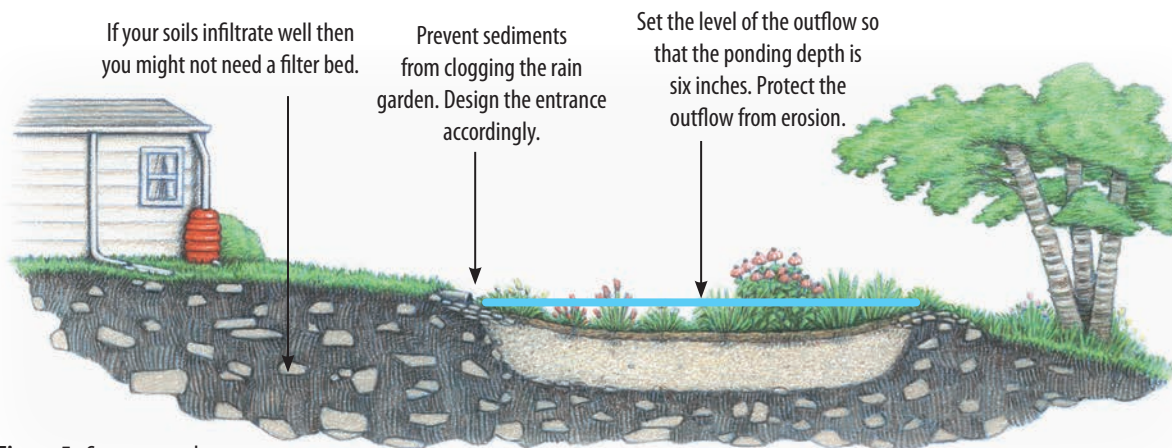 If your soils infiltrate well then
you might not need a filter bed.
Prevent sediments
from clogging the rain
garden. Design the entrance
accordingly.
Set the level of the outflow so
that the ponding depth is
six inches. Protect the
outflow from erosion.